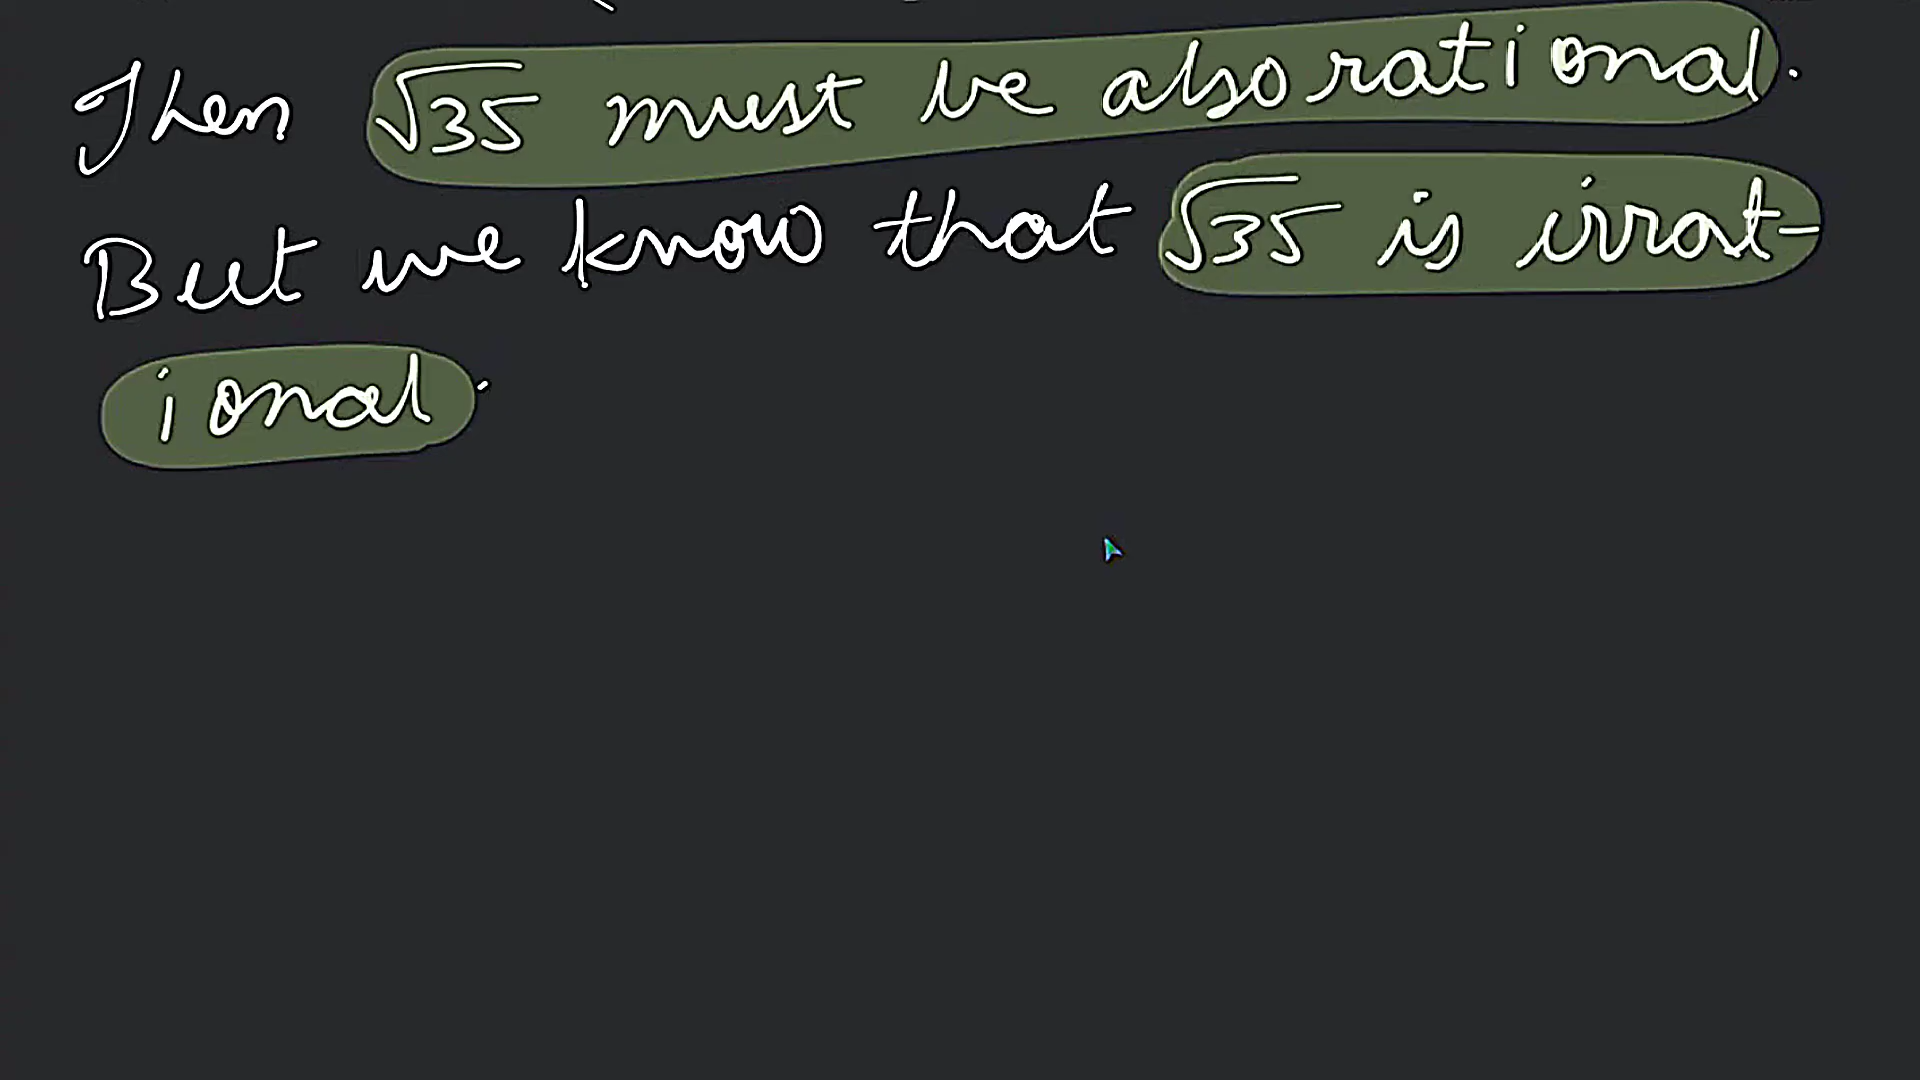 Then √35 must be also rational.
But we know that √35 is irrat-
ional.